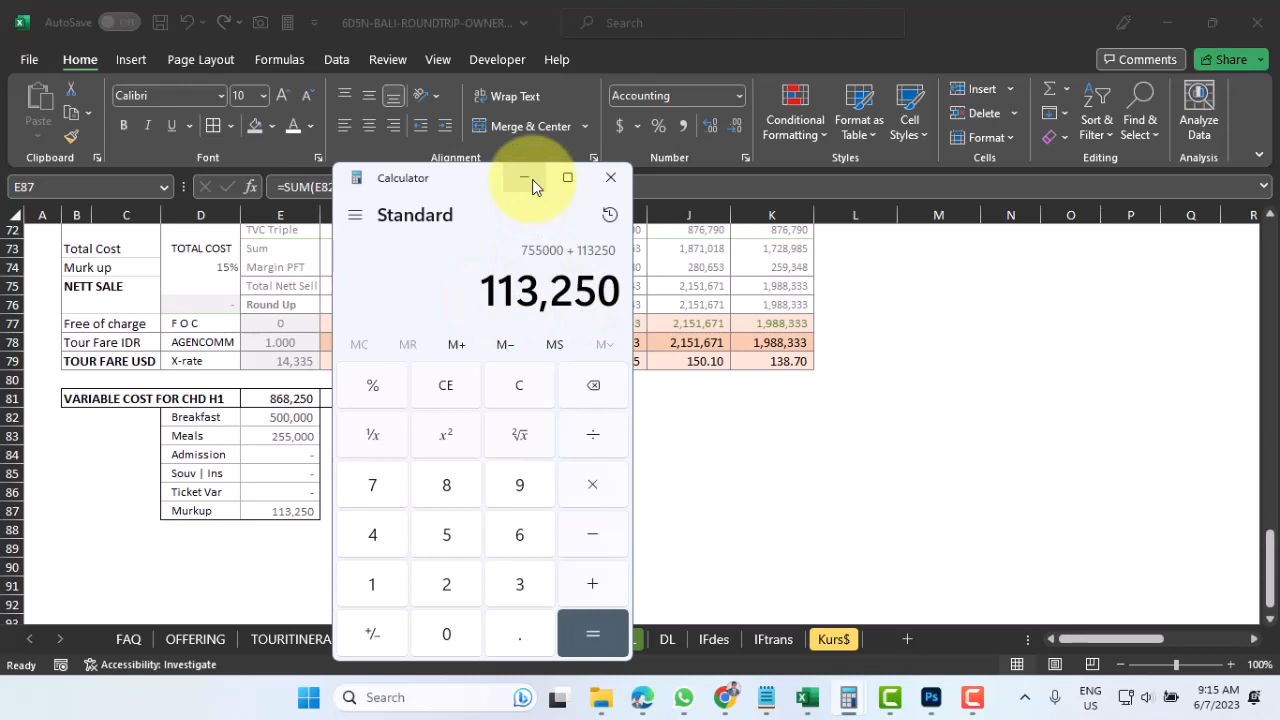 AutoSave Off 6D5N-BALI-ROUNDTRIP-OWNER... Search
File Home Insert Page Layout Formulas Data Review View Developer Help Comments Share
Paste Calibri 10 Wrap Text Accounting Insert
B I U A Merge & Center $ % Conditional Formatting Format as Table Cell Styles Delete Sort & Filter Find & Select Analyze Data
Format
Clipboard Font Alignment Number Styles Cells Editing Analysis
E87 =SUM(E82
A B C D E J K L M N O P Q R
72 TVC Triple 876,790 876,790
73 Total Cost TOTAL COST Sum 1,871,018 1,728,985
74 Murk up 15% Margin PFT 280,653 259,348
75 NETT SALE Total Nett Sell 2,151,671 1,988,333
76 - Round Up 2,151,671 1,988,333
77 Free of charge F O C 0 2,151,671 1,988,333
78 Tour Fare IDR AGENCOMM 1.000 2,151,671 1,988,333
79 TOUR FARE USD X-rate 14,335 150.10 138.70
80
81 VARIABLE COST FOR CHD H1 868,250
82 Breakfast 500,000
83 Meals 255,000
84 Admission -
85 Souv | Ins -
86 Ticket Var -
87 Murkup 113,250
88
89
90
91
92
Calculator
Standard
755000 + 113250
113,250
MC MR M+ M− MS M
% CE C
¹/x x² ²√x ÷
7 8 9 ×
4 5 6 −
1 2 3 +
+/− 0 . =
FAQ OFFERING TOURITINERA DL IFdes IFtrans Kurs$
Ready Accessibility: Investigate 100%
Search ENG US 9:15 AM 6/7/2023